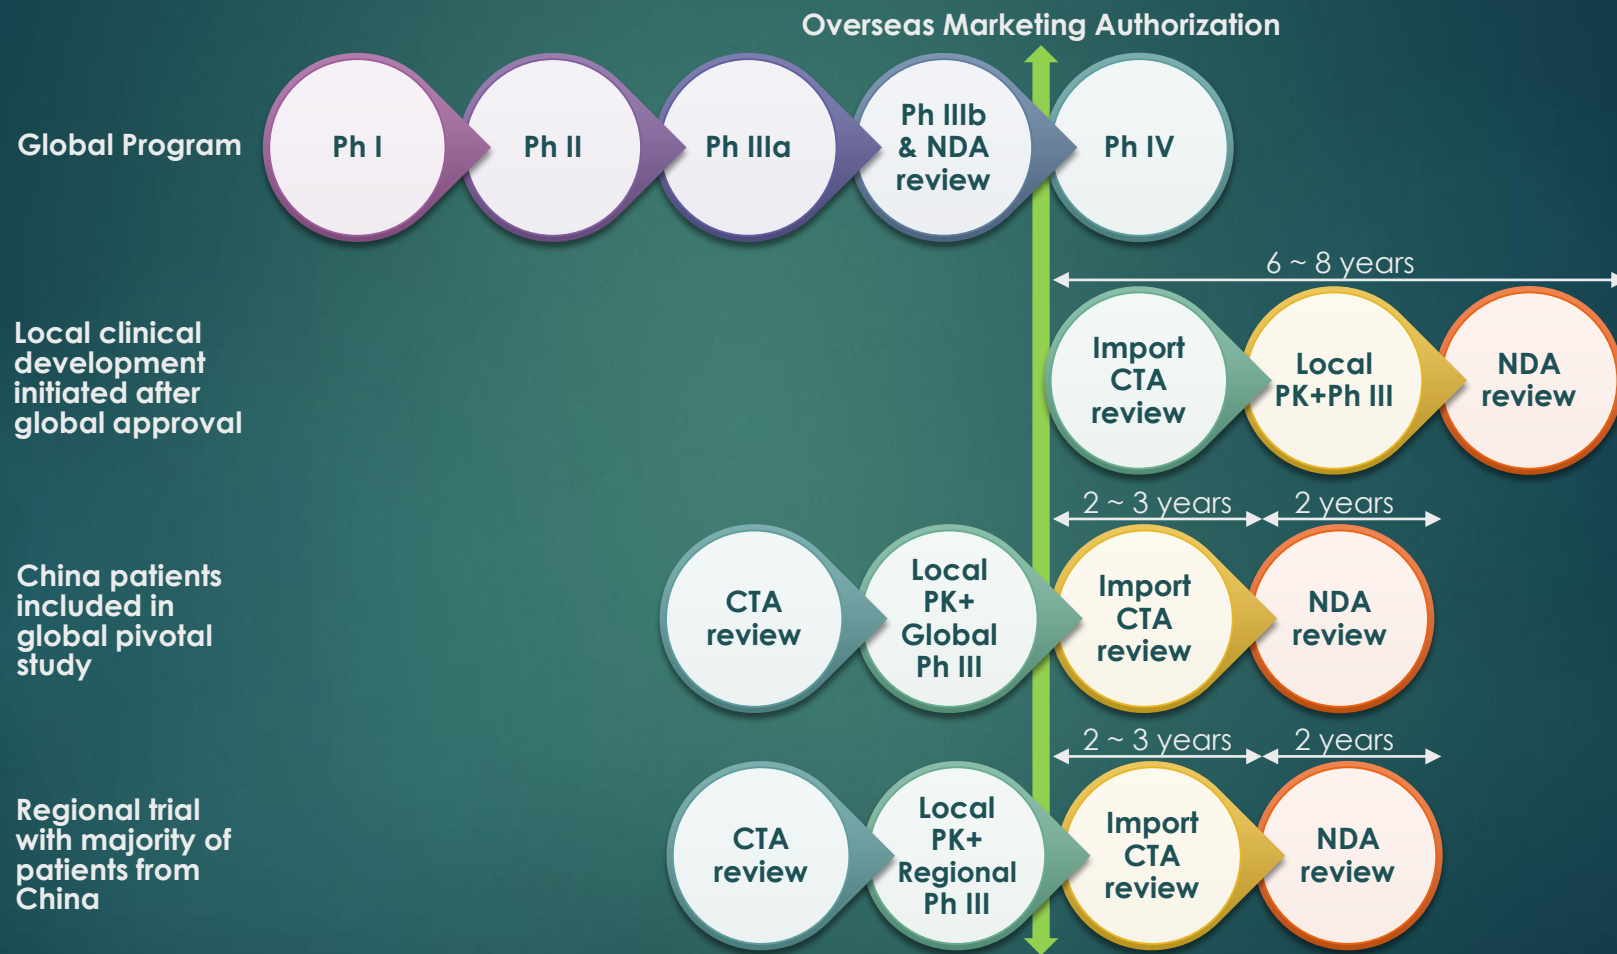 Overseas Marketing Authorization
Global Program
Ph I
Ph II
Ph IIIa
Ph IIIb
& NDA
review
Ph IV
6 ~ 8 years
Local clinical
development
initiated after
global approval
Import
CTA
review
Local
PK+Ph III
NDA
review
2 ~ 3 years
2 years
China patients
included in
global pivotal
study
CTA
review
Local
PK+
Global
Ph III
Import
CTA
review
NDA
review
2 ~ 3 years
2 years
Regional trial
with majority of
patients from
China
CTA
review
Local
PK+
Regional
Ph III
Import
CTA
review
NDA
review